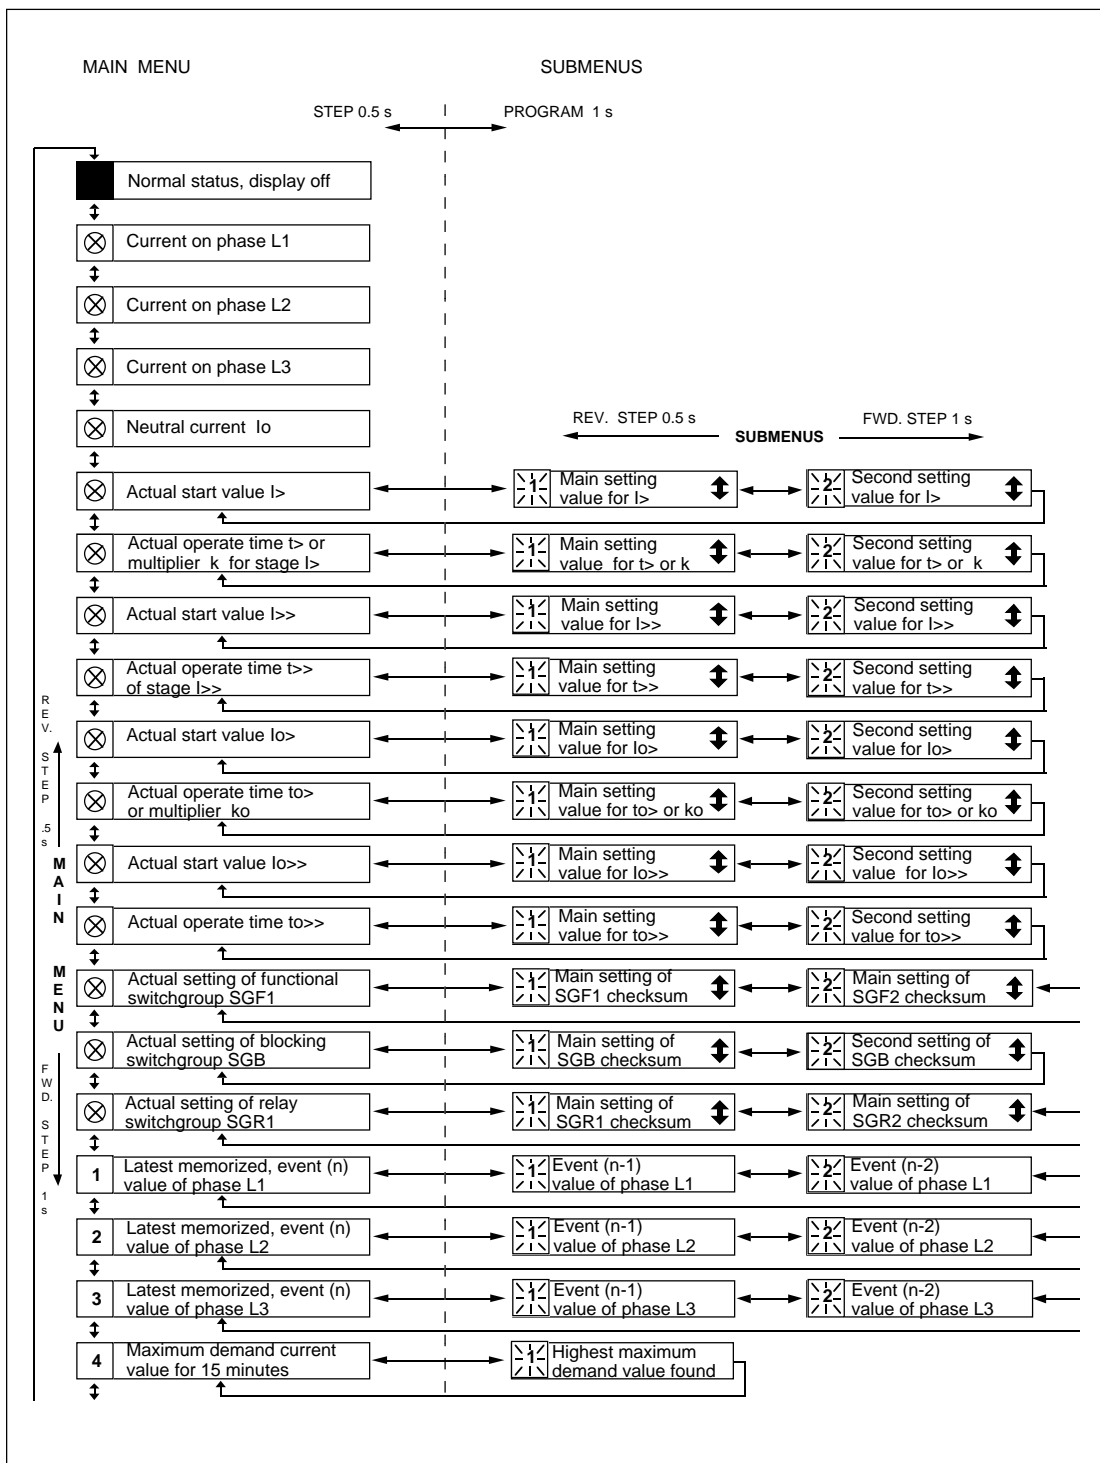 MAIN MENU
SUBMENUS
STEP 0.5 s
PROGRAM 1 s
Normal status, display off
Current on phase L1
Current on phase L2
Current on phase L3
Neutral current Io
REV. STEP 0.5 s
SUBMENUS
FWD. STEP 1 s
Actual start value I>
1
Main setting
value for I>
2
Second setting
value for I>
Actual operate time t> or
multiplier k for stage I>
1
Main setting
value for t> or k
2
Second setting
value for t> or k
Actual start value I>>
1
Main setting
value for I>>
2
Second setting
value for I>>
Actual operate time t>>
of stage I>>
1
Main setting
value for t>>
2
Second setting
value for t>>
Actual start value Io>
1
Main setting
value for Io>
2
Second setting
value for Io>
Actual operate time to>
or multiplier ko
1
Main setting
value for to> or ko
2
Second setting
value for to> or ko
Actual start value Io>>
1
Main setting
value for Io>>
2
Second setting
value for Io>>
Actual operate time to>>
1
Main setting
value for to>>
2
Second setting
value for to>>
Actual setting of functional
switchgroup SGF1
1
Main setting of
SGF1 checksum
2
Main setting of
SGF2 checksum
Actual setting of blocking
switchgroup SGB
1
Main setting of
SGB checksum
2
Second setting of
SGB checksum
Actual setting of relay
switchgroup SGR1
1
Main setting of
SGR1 checksum
2
Main setting of
SGR2 checksum
1
Latest memorized, event (n)
value of phase L1
1
Event (n-1)
value of phase L1
2
Event (n-2)
value of phase L1
2
Latest memorized, event (n)
value of phase L2
1
Event (n-1)
value of phase L2
2
Event (n-2)
value of phase L2
3
Latest memorized, event (n)
value of phase L3
1
Event (n-1)
value of phase L3
2
Event (n-2)
value of phase L3
4
Maximum demand current
value for 15 minutes
1
Highest maximum
demand value found
REV. STEP .5s
MAIN MENU
FWD. STEP 1s